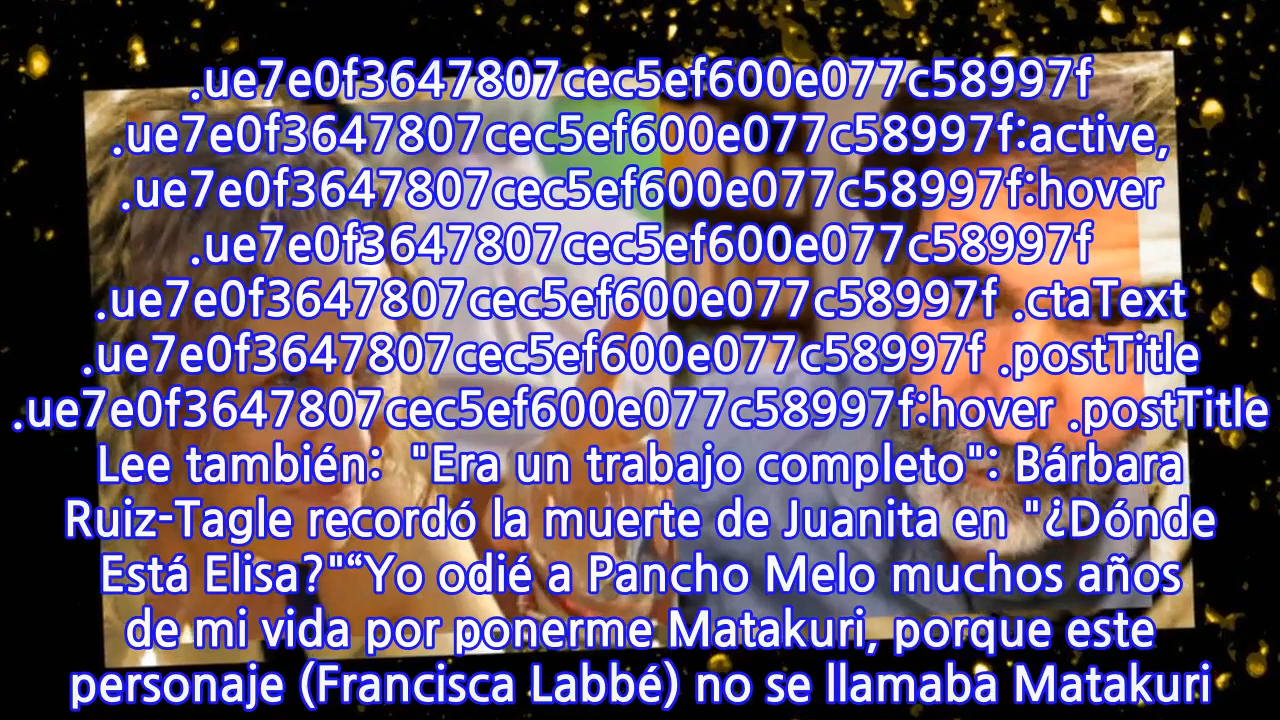 .ue7e0f3647807cec5ef600e077c58997f
.ue7e0f3647807cec5ef600e077c58997f:active,
.ue7e0f3647807cec5ef600e077c58997f:hover
.ue7e0f3647807cec5ef600e077c58997f
.ue7e0f3647807cec5ef600e077c58997f .ctaText
.ue7e0f3647807cec5ef600e077c58997f .postTitle
.ue7e0f3647807cec5ef600e077c58997f:hover .postTitle
Lee también:  "Era un trabajo completo": Bárbara
Ruiz-Tagle recordó la muerte de Juanita en "¿Dónde
Está Elisa?"“Yo odié a Pancho Melo muchos años
de mi vida por ponerme Matakuri, porque este
personaje (Francisca Labbé) no se llamaba Matakuri